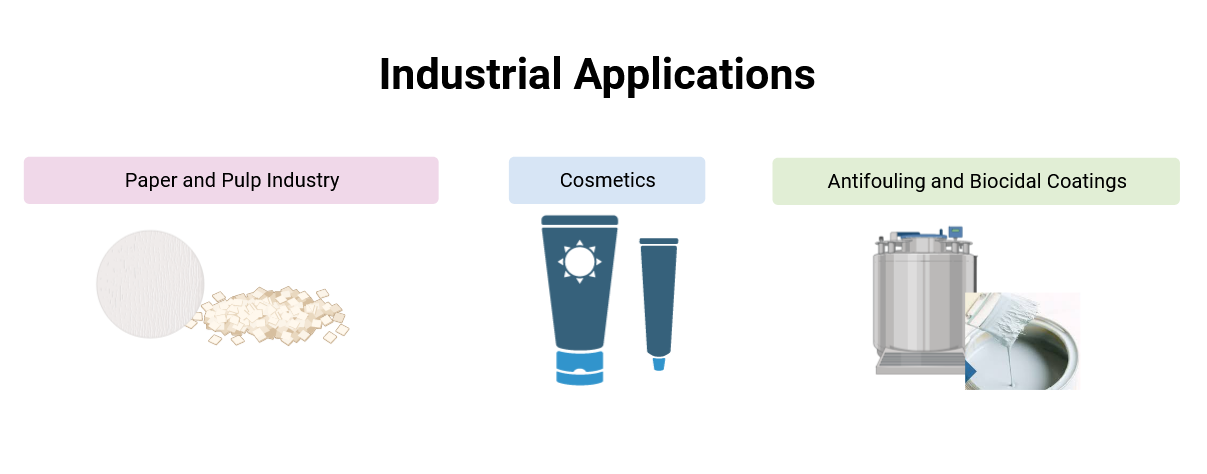 Industrial Applications
Paper and Pulp Industry
Cosmetics
Antifouling and Biocidal Coatings